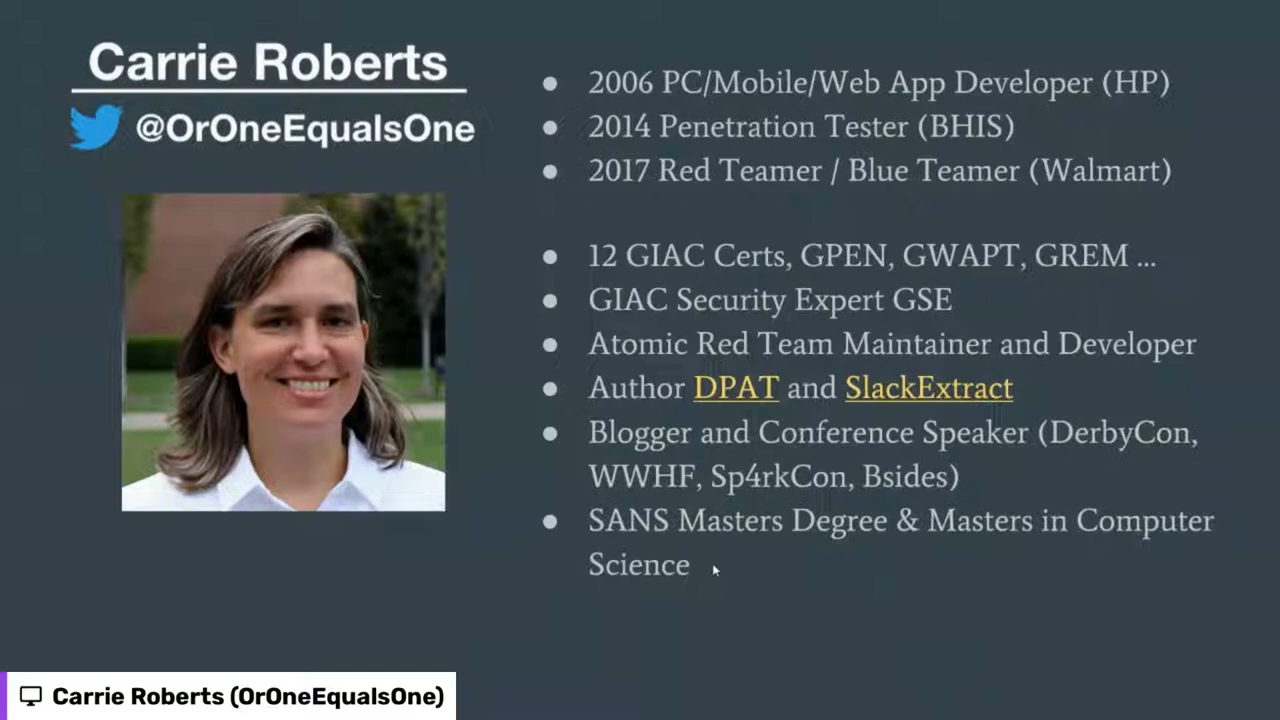 Carrie Roberts
@OrOneEqualsOne
• 2006 PC/Mobile/Web App Developer (HP)
• 2014 Penetration Tester (BHIS)
• 2017 Red Teamer / Blue Teamer (Walmart)
• 12 GIAC Certs, GPEN, GWAPT, GREM ...
• GIAC Security Expert GSE
• Atomic Red Team Maintainer and Developer
• Author DPAT and SlackExtract
• Blogger and Conference Speaker (DerbyCon,
WWHF, Sp4rkCon, Bsides)
• SANS Masters Degree & Masters in Computer
Science
Carrie Roberts (OrOneEqualsOne)